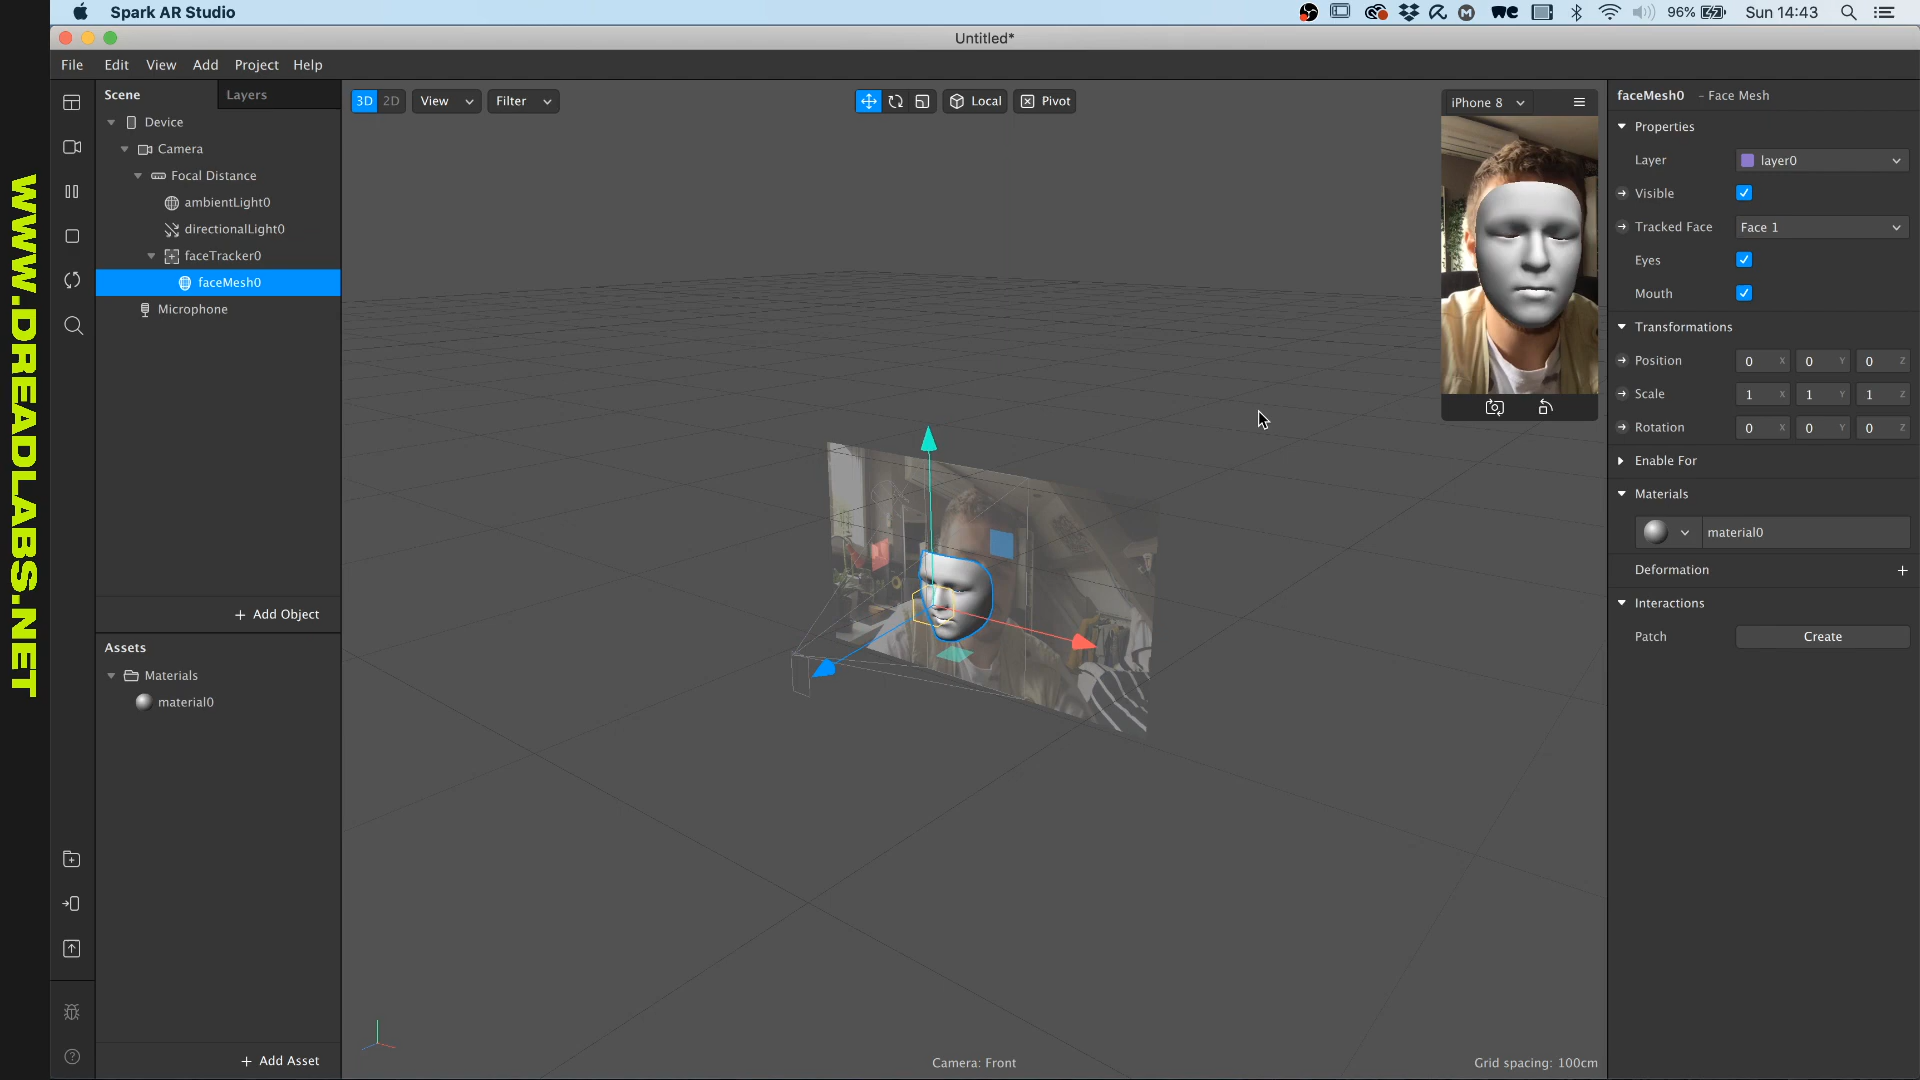 Spark AR Studio
96%
Sun 14:43
Untitled*
File
Edit
View
Add
Project
Help
WWW.DREADLABS.NET
Scene
Layers
Device
Camera
Focal Distance
ambientLight0
directionalLight0
faceTracker0
faceMesh0
Microphone
+ Add Object
Assets
Materials
material0
+ Add Asset
3D
2D
View
Filter
Local
Pivot
iPhone 8
Camera: Front
Grid spacing: 100cm
faceMesh0 – Face Mesh
Properties
Layer
layer0
Visible
Tracked Face
Face 1
Eyes
Mouth
Transformations
Position
0 X 0 Y 0 Z
Scale
1 X 1 Y 1 Z
Rotation
0 X 0 Y 0 Z
Enable For
Materials
material0
Deformation
+
Interactions
Patch
Create